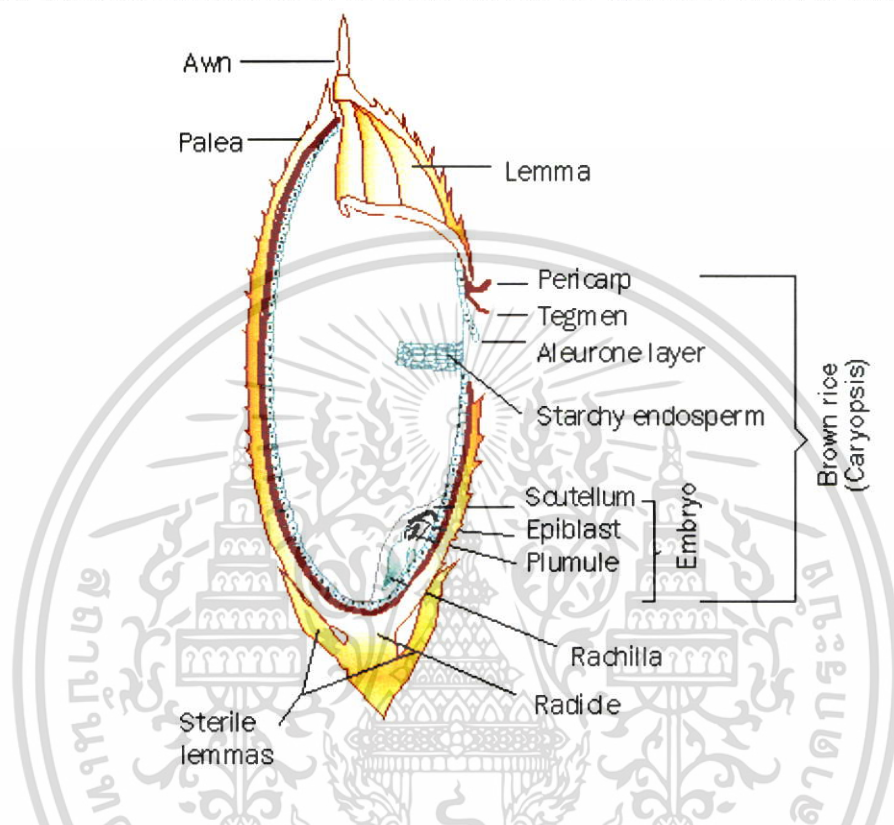 Awn
Palea
Lemma
Pericarp
Tegmen
Aleurone layer
Starchy endosperm
Scutellum
Epiblast
Plumule
Embryo
Brown rice
(Caryopsis)
Rachilla
Radicle
Sterile
lemmas